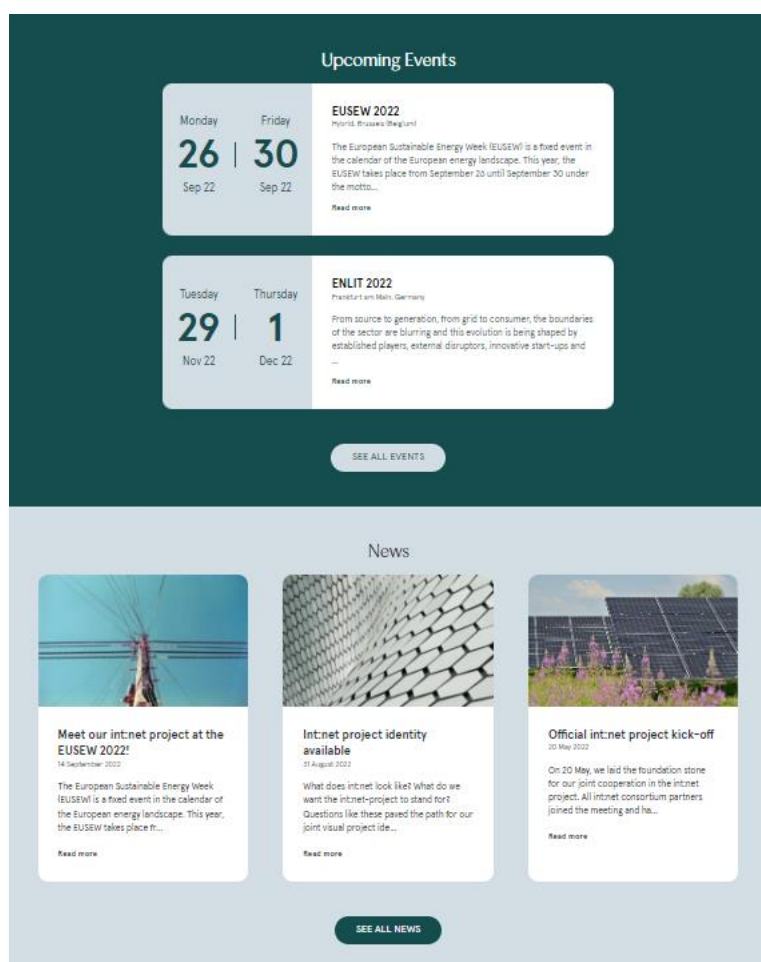 Upcoming Events
Monday
26
Sep 22
Friday
30
Sep 22
EUSEW 2022
Hybrid, Brussels (Belgium)
The European Sustainable Energy Week (EUSEW) is a fixed event in
the calendar of the European energy landscape. This year, the
EUSEW takes place from September 26 until September 30 under
the motto...
Read more
Tuesday
29
Nov 22
Thursday
1
Dec 22
ENLIT 2022
Frankfurt am Main, Germany
From source to generation, from grid to consumer, the boundaries
of the sector are blurring and this evolution is being shaped by
established players, external disruptors, innovative start-ups and
...
Read more
SEE ALL EVENTS
News
Meet our int:net project at the
EUSEW 2022!
14 September 2022
The European Sustainable Energy Week
(EUSEW) is a fixed event in the calendar of
the European energy landscape. This year,
the EUSEW takes place fr...
Read more
Int:net project identity
available
31 August 2022
What does int:net look like? What do we
want the int:net-project to stand for?
Questions like these paved the path for our
joint visual project ide...
Read more
Official int:net project kick-off
20 May 2022
On 20 May, we laid the foundation stone
for our joint cooperation in the int:net
project. All int:net consortium partners
joined the meeting and ha...
Read more
SEE ALL NEWS